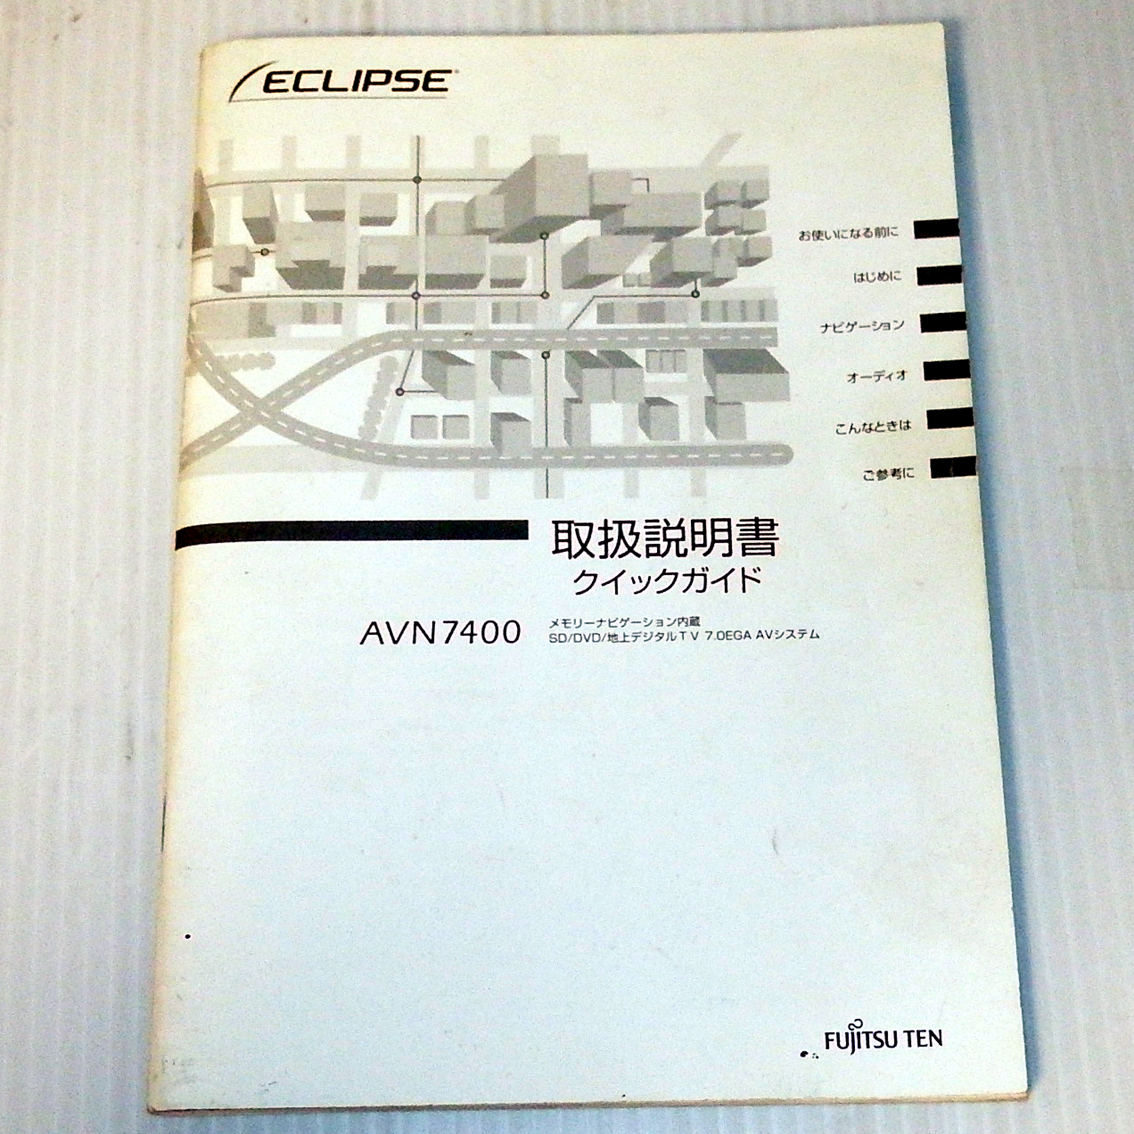 ECLIPSE
お使いになる前に
はじめに
ナビゲーション
オーディオ
こんなときは
ご参考に
取扱説明書
クイックガイド
AVN7400
メモリーナビゲーション内蔵
SD/DVD/地上デジタルTV 7.0EGA AVシステム
FUJITSU TEN